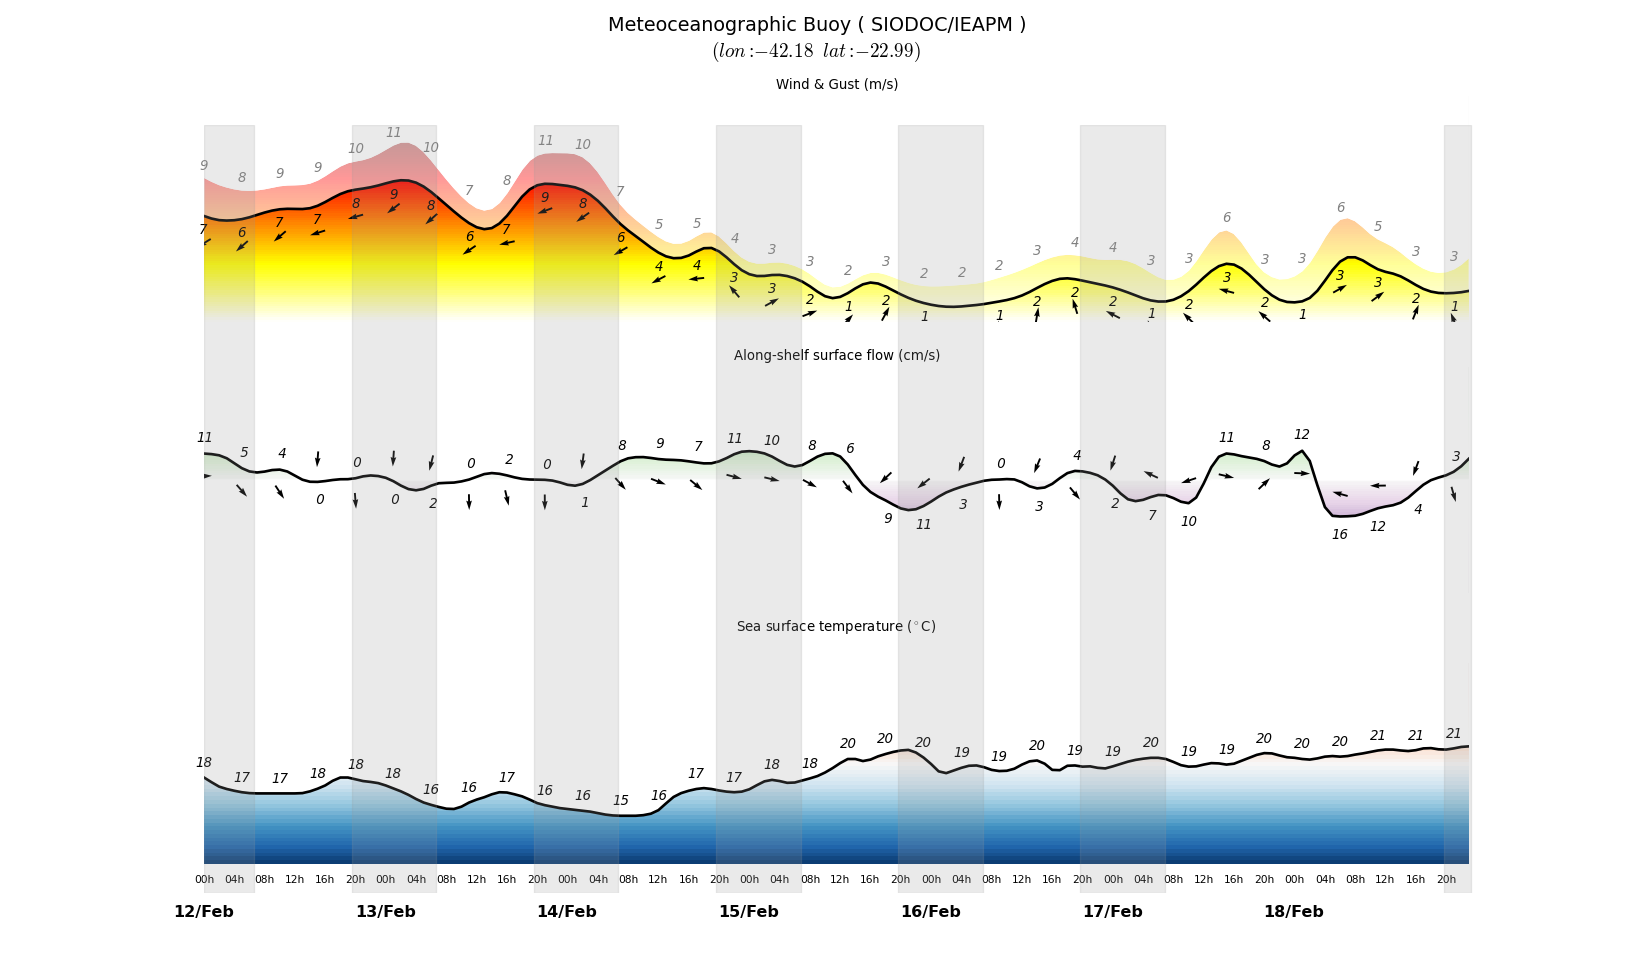 Meteoceanographic Buoy ( SIODOC/IEAPM )
(lon:−42.18 lat:−22.99)
Wind & Gust (m/s)
9 8 9 9 10 11 10 7 8 11 10 7 5 5 4 3 3 2 3 2 2 2 3 4 4 3 3 6 3 3 6 5 3 3
7 6 7 7 8 9 8 6 7 9 8 6 4 4 3 3 2 1 2 1 1 2 2 2 1 2 3 2 1 3 3 2 1
Along-shelf surface flow (cm/s)
11 5 4 0 0 0 2 0 2 0 1 8 9 7 11 10 8 6 9 11 3 0 3 4 2 7 10 11 8 12 16 12 4 3
Sea surface temperature (°C)
18 17 17 18 18 18 16 16 17 16 16 15 16 17 17 18 18 20 20 20 19 19 20 19 19 20 19 19 20 20 20 21 21 21
00h 04h 08h 12h 16h 20h 00h 04h 08h 12h 16h 20h 00h 04h 08h 12h 16h 20h 00h 04h 08h 12h 16h 20h 00h 04h 08h 12h 16h 20h 00h 04h 08h 12h 16h 20h 00h 04h 08h 12h 16h 20h
12/Feb 13/Feb 14/Feb 15/Feb 16/Feb 17/Feb 18/Feb